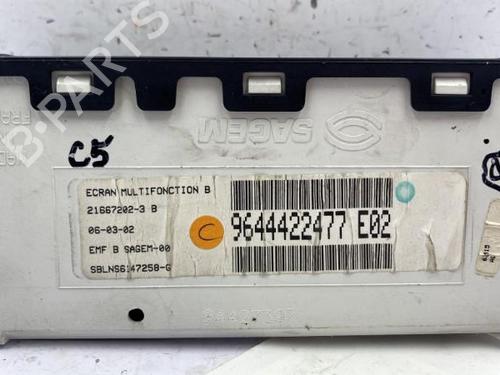 B-PARTS
SAGEM
C5
ECRAN MULTIFONCTION B
21667202-3 B
06-03-02
EMF B SAGEM-00
SBLNS6147258-G
C
9644422477 E02